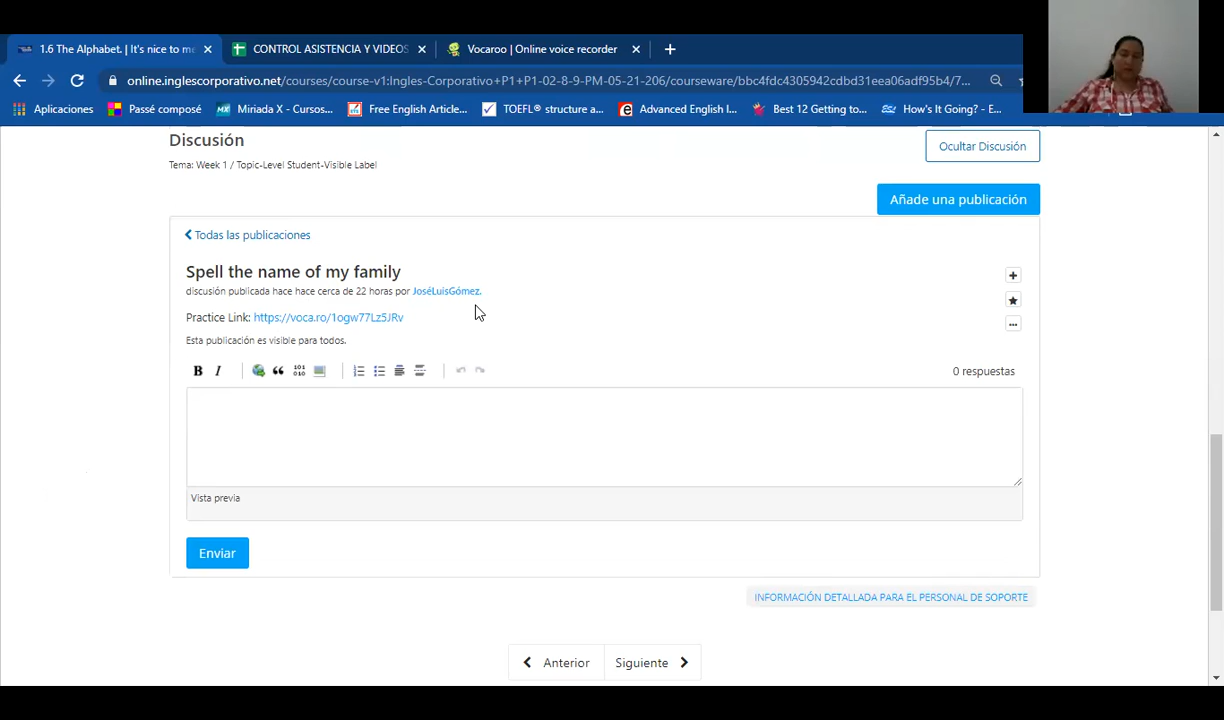 1.6 The Alphabet. | It's nice to me
CONTROL ASISTENCIA Y VIDEOS
Vocaroo | Online voice recorder
online.inglescorporativo.net/courses/course-v1:Ingles-Corporativo+P1+P1-02-8-9-PM-05-21-206/courseware/bbc4fdc4305942cdbd31eea06adf95b4/7...
Aplicaciones
Passé composé
Miriada X - Cursos...
Free English Article...
TOEFL® structure a...
Advanced English l...
Best 12 Getting to...
How's It Going? - E...
Discusión
Ocultar Discusión
Tema: Week 1 / Topic-Level Student-Visible Label
Añade una publicación
Todas las publicaciones
Spell the name of my family
discusión publicada hace hace cerca de 22 horas por JoséLuisGómez.
Practice Link: https://voca.ro/1ogw77Lz5JRv
Esta publicación es visible para todos.
B I
101
010
0 respuestas
Vista previa
Enviar
INFORMACIÓN DETALLADA PARA EL PERSONAL DE SOPORTE
Anterior
Siguiente